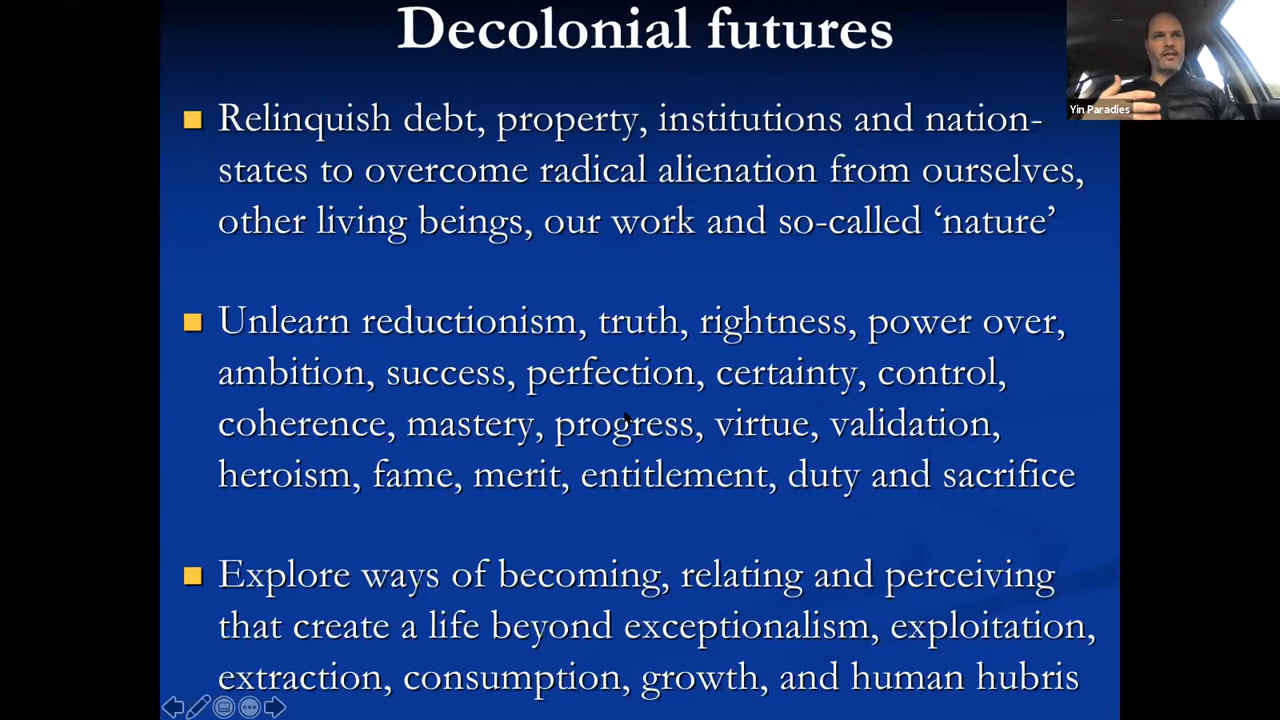 Decolonial futures
Yin Paradies
Relinquish debt, property, institutions and nation-
states to overcome radical alienation from ourselves,
other living beings, our work and so-called ‘nature’
Unlearn reductionism, truth, rightness, power over,
ambition, success, perfection, certainty, control,
coherence, mastery, progress, virtue, validation,
heroism, fame, merit, entitlement, duty and sacrifice
Explore ways of becoming, relating and perceiving
that create a life beyond exceptionalism, exploitation,
extraction, consumption, growth, and human hubris